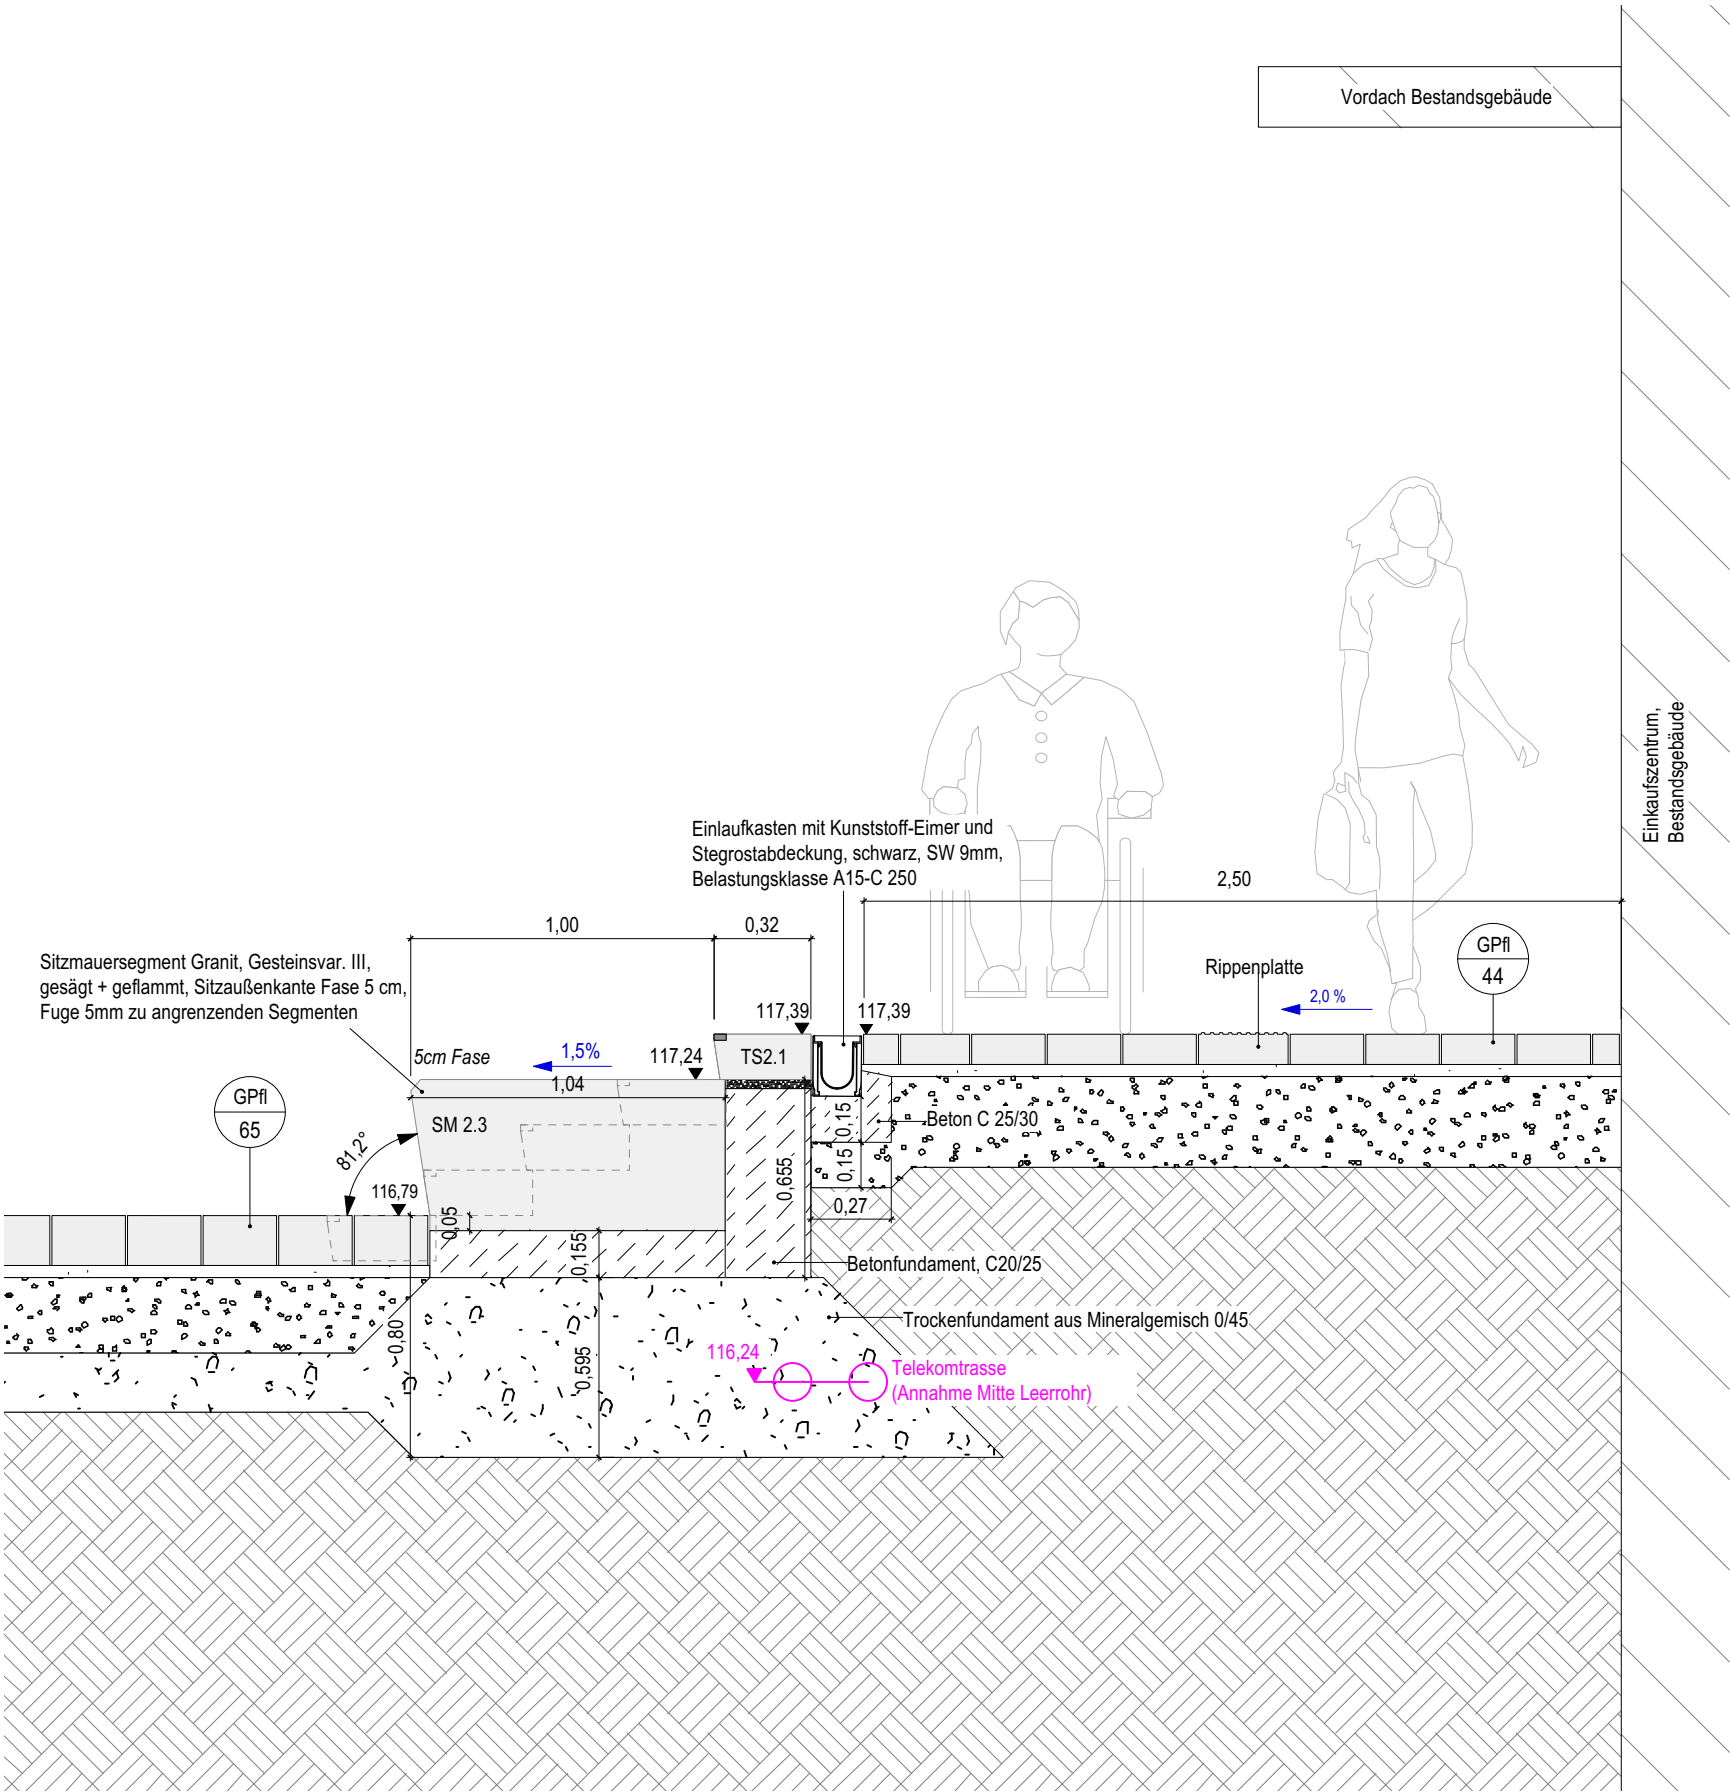 Vordach Bestandsgebäude
Einkaufszentrum,
Bestandsgebäude
Einlaufkasten mit Kunststoff-Eimer und
Stegrostabdeckung, schwarz, SW 9mm,
Belastungsklasse A15-C 250
2,50
1,00
0,32
Sitzmauersegment Granit, Gesteinsvar. III,
gesägt + geflammt, Sitzaußenkante Fase 5 cm,
Fuge 5mm zu angrenzenden Segmenten
GPfl
44
Rippenplatte
2,0 %
117,39
117,39
5cm Fase
1,5%
117,24
TS2.1
1,04
GPfl
65
SM 2.3
0,15
Beton C 25/30
81,2°
0,15
0,655
116,79
0,05
0,27
0,155
Betonfundament, C20/25
Trockenfundament aus Mineralgemisch 0/45
0,80
0,595
116,24
Telekomtrasse
(Annahme Mitte Leerrohr)